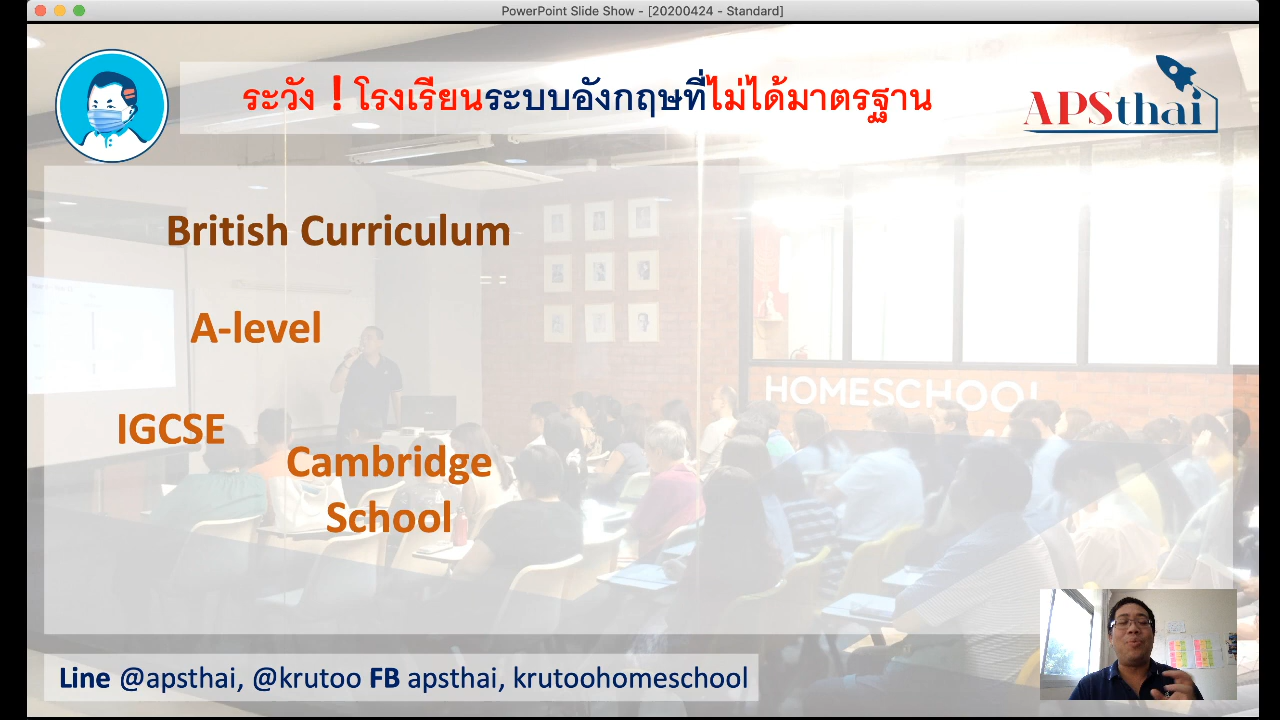 PowerPoint Slide Show - [20200424 - Standard]
ระวัง ! โรงเรียนระบบอังกฤษที่ไม่ได้มาตรฐาน
APSthai
British Curriculum
A-level
HOMESCHOOL
IGCSE
Cambridge
School
Line @apsthai, @krutoo FB apsthai, krutoohomeschool